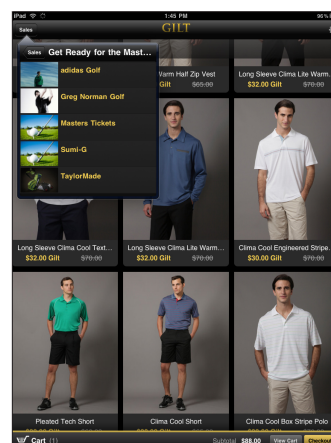 iPad
1:45 PM
96%
Sales
GILT
Sales
Get Ready for the Mast...
adidas Golf
Greg Norman Golf
Masters Tickets
Sumi-G
TaylorMade
Warm Half Zip Vest
Gilt $65.00
Long Sleeve Clima Lite Warm...
$32.00 Gilt $70.00
Long Sleeve Clima Cool Text...
$32.00 Gilt $70.00
Long Sleeve Clima Lite Warm...
$32.00 Gilt $70.00
Clima Cool Engineered Stripe...
$30.00 Gilt $70.00
Pleated Tech Short
Clima Cool Short
Clima Cool Box Stripe Polo
Cart (1)
Subtotal $88.00
View Cart
Checkout